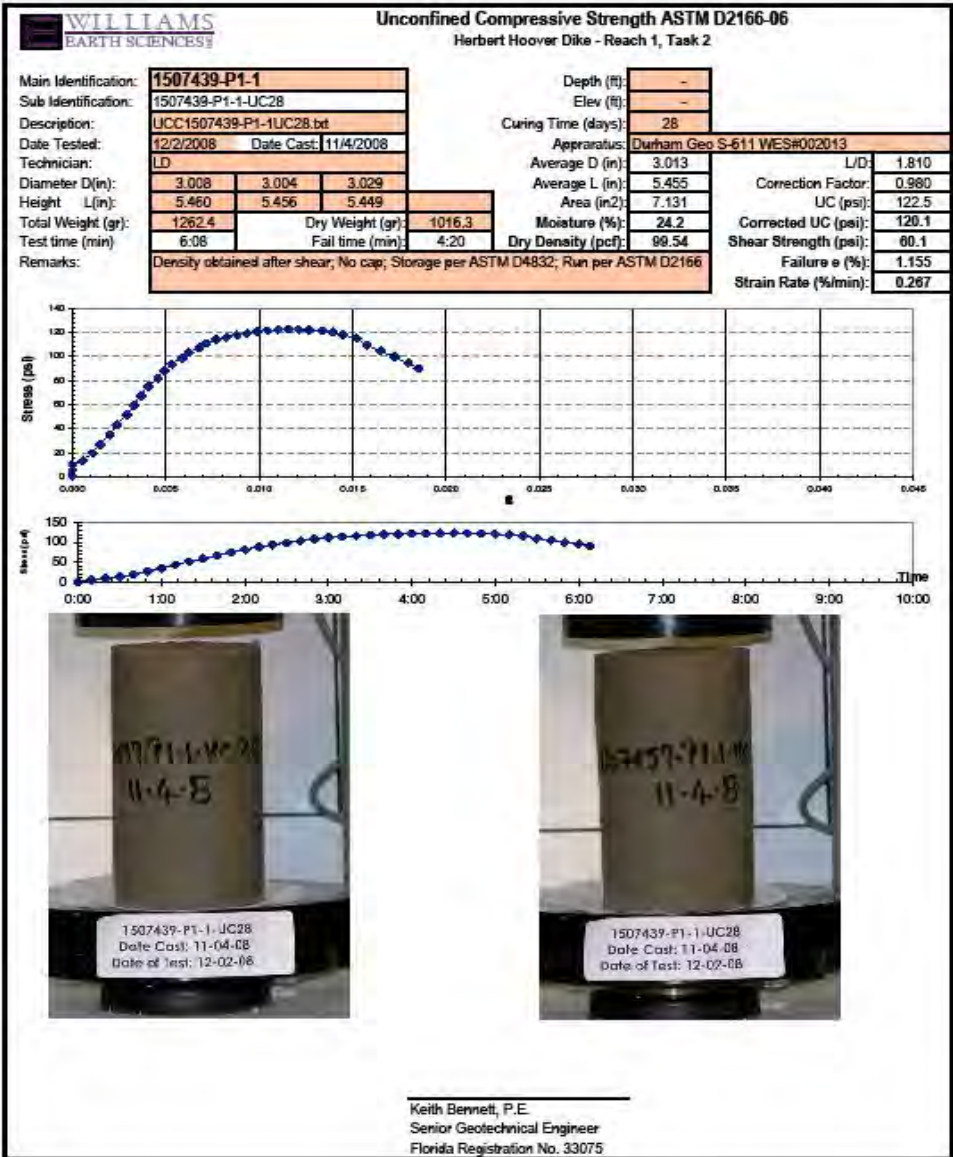 WILLIAMS
EARTH SCIENCES
Unconfined Compressive Strength ASTM D2166-06
Herbert Hoover Dike - Reach 1, Task 2
Main Identification: 1507439-P1-1
Sub Identification: 1507439-P1-1-UC28
Description: UCC1507439-P1-1UC28.txt
Date Tested: 12/2/2008 Date Cast: 11/4/2008
Technician: LD
Diameter D(in): 3.008 3.004 3.029
Height L(in): 5.460 5.456 5.449
Total Weight (gr): 1262.4 Dry Weight (gr): 1016.3
Test time (min) 6:08 Fail time (min): 4:20
Remarks: Density obtained after shear; No cap; Storage per ASTM D4832; Run per ASTM D2166
Depth (ft): -
Elev (ft): -
Curing Time (days): 28
Appraratus: Durham Geo S-611 WES#002013
Average D (in) 3.013 L/D: 1.810
Average L (in) 5.455 Correction Factor: 0.980
Area (in2) 7.131 UC (psi): 122.5
Moisture (%): 24.2 Corrected UC (psi): 120.1
Dry Density (pcf): 99.54 Shear Strength (psi): 60.1
Failure e (%): 1.155
Strain Rate (%/min): 0.267
140
120
100
80
60
40
20
0
Stress (psi)
0.000 0.005 0.010 0.015 0.020 0.025 0.030 0.035 0.040 0.045
ε
150
100
50
0
Stress (psi)
Time
0:00 1:00 2:00 3:00 4:00 5:00 6:00 7:00 8:00 9:00 10:00
11-4-8
1507439-P1-1-UC28
Date Cast: 11-04-08
Date of Test: 12-02-08
11-4-8
1507439-P1-1-UC28
Date Cast: 11-04-08
Date of Test: 12-02-08
Keith Bennett, P.E.
Senior Geotechnical Engineer
Florida Registration No. 33075